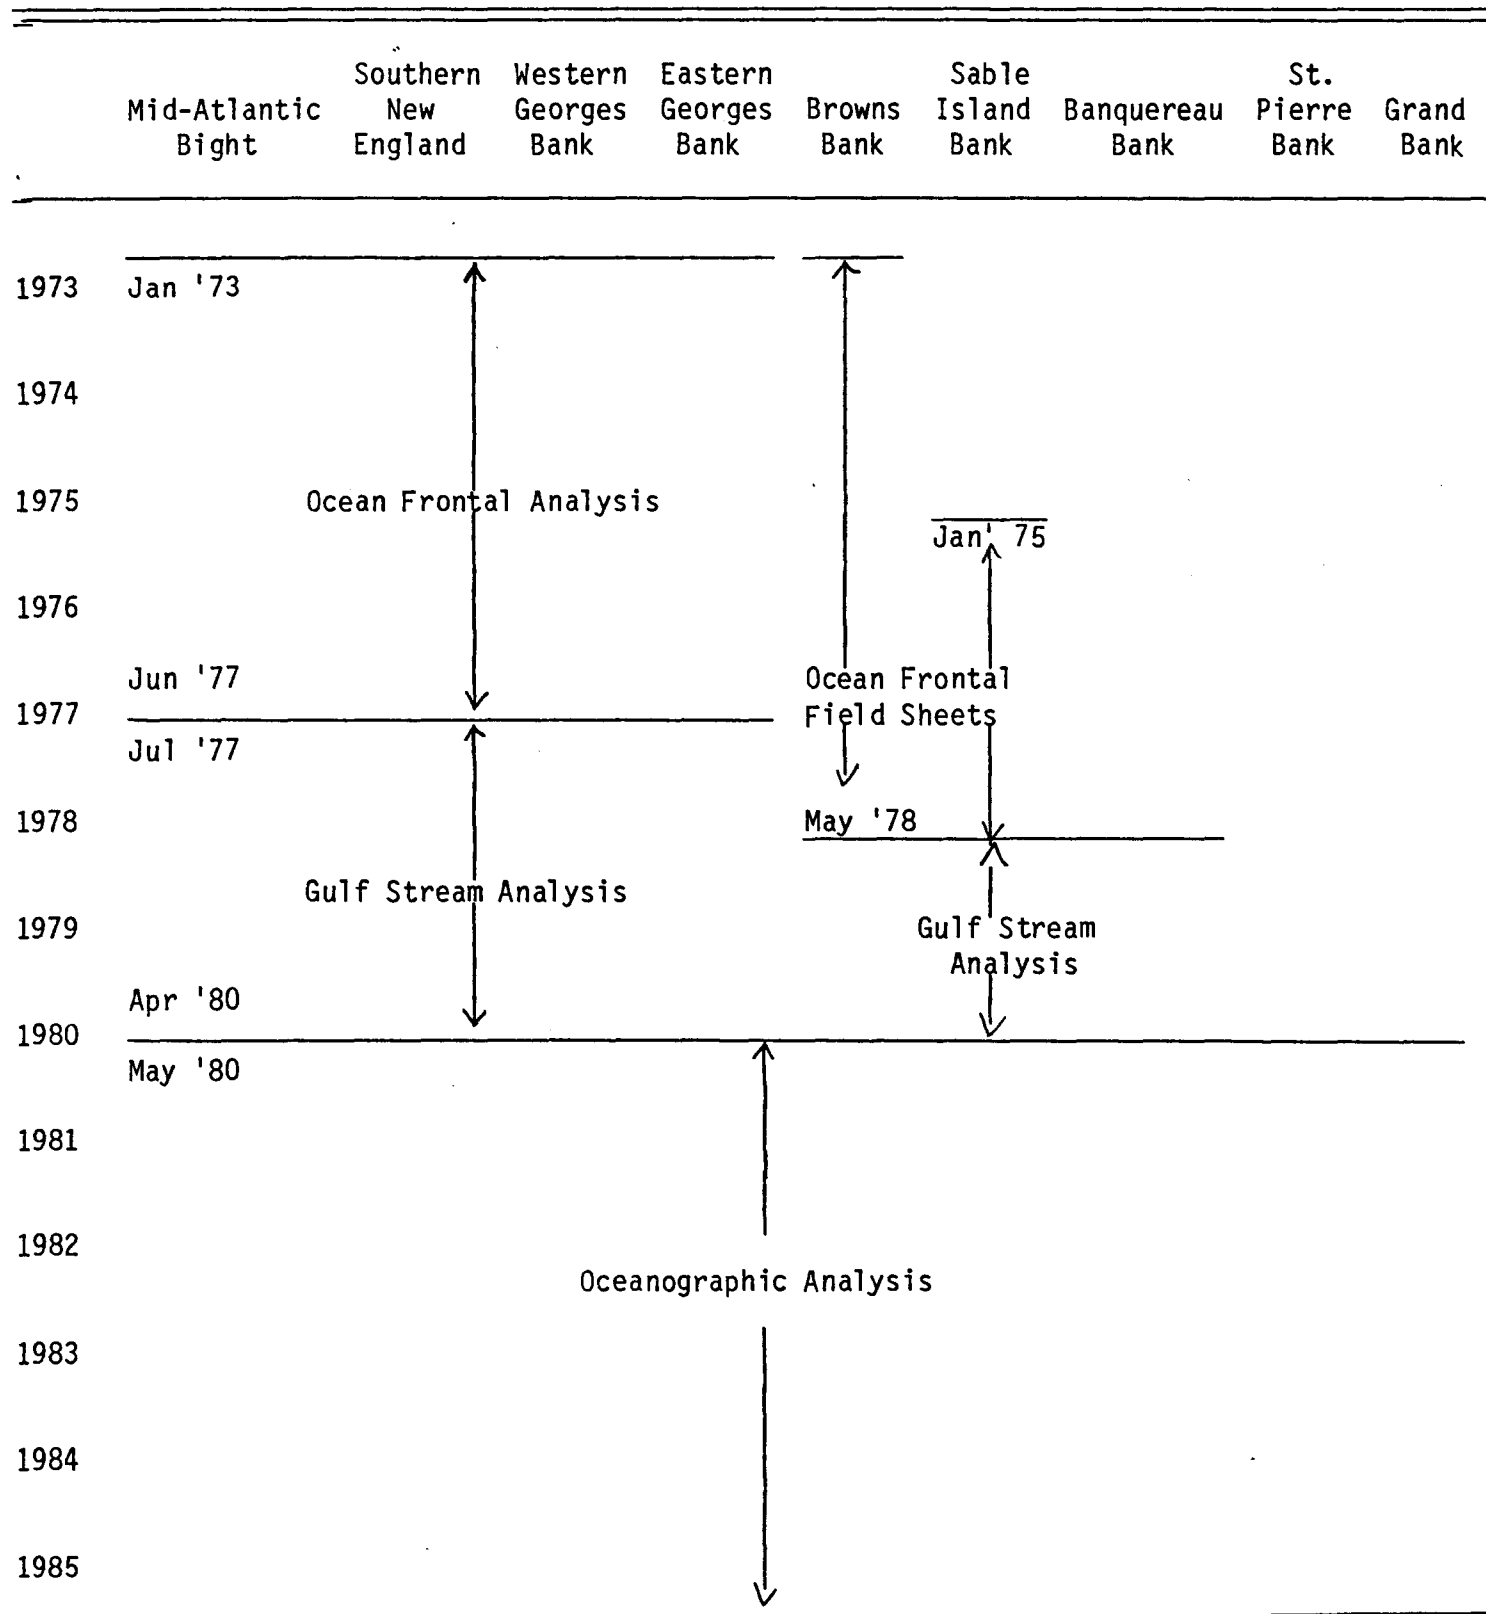 Southern Western Eastern Sable St.
Mid-Atlantic New Georges Georges Browns Island Banquereau Pierre Grand
Bight England Bank Bank Bank Bank Bank Bank Bank
1973 Jan '73
1974
1975 Ocean Frontal Analysis
Jan' 75
1976
Jun '77 Ocean Frontal
1977 Field Sheets
Jul '77
1978 May '78
Gulf Stream Analysis
1979 Gulf Stream
Analysis
Apr '80
1980
May '80
1981
1982
Oceanographic Analysis
1983
1984
1985